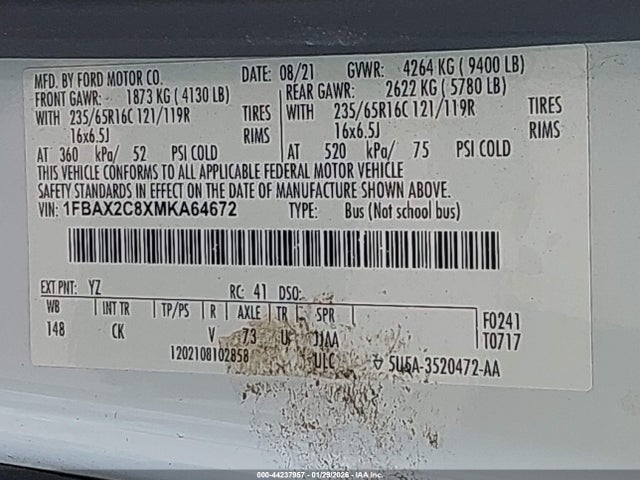 MFD. BY FORD MOTOR CO. DATE: 08/21 GVWR: 4264 KG ( 9400 LB)
FRONT GAWR: 1873 KG ( 4130 LB) REAR GAWR: 2622 KG ( 5780 LB)
WITH 235/65R16C 121/119R TIRES WITH 235/65R16C 121/119R TIRES
16x6.5J RIMS 16x6.5J RIMS
AT 360 kPa/ 52 PSI COLD AT 520 kPa/ 75 PSI COLD
THIS VEHICLE CONFORMS TO ALL APPLICABLE FEDERAL MOTOR VEHICLE
SAFETY STANDARDS IN EFFECT ON THE DATE OF MANUFACTURE SHOWN ABOVE.
VIN: 1FBAX2C8XMKA64672 TYPE: Bus (Not school bus)
EXT PNT: YZ RC: 41 DSO:
WB INT TR TP/PS R AXLE TR SPR F0241
148 CK V 73 U JJAA T0717
1202108102858 ULC 5U5A-3520472-AA
000-44237957 - 01/29/2026 - IAAI, Inc.